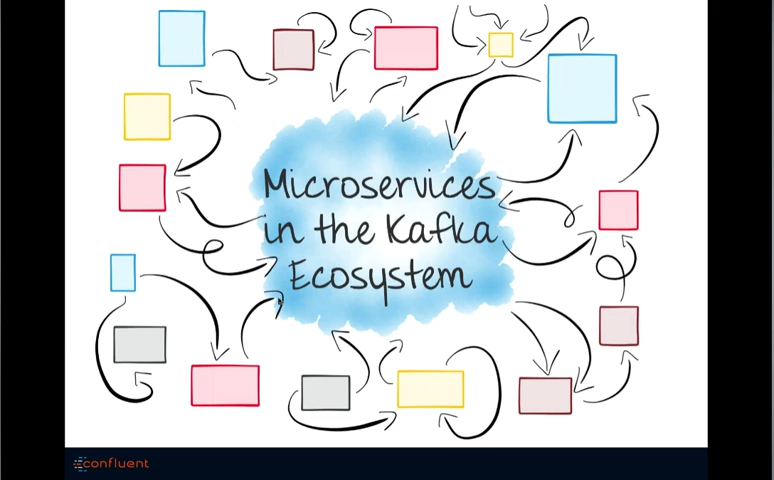 Microservices
in the Kafka
Ecosystem
confluent